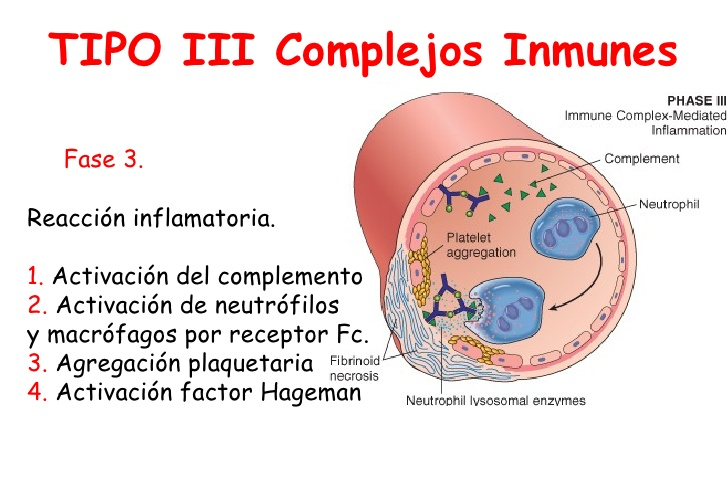 TIPO III Complejos Inmunes
PHASE III
Immune Complex-Mediated
Inflammation
Fase 3.
Complement
Neutrophil
Reacción inflamatoria.
Platelet
aggregation
1. Activación del complemento
2. Activación de neutrófilos
y macrófagos por receptor Fc.
3. Agregación plaquetaria
Fibrinoid
necrosis
4. Activación factor Hageman
Neutrophil lysosomal enzymes